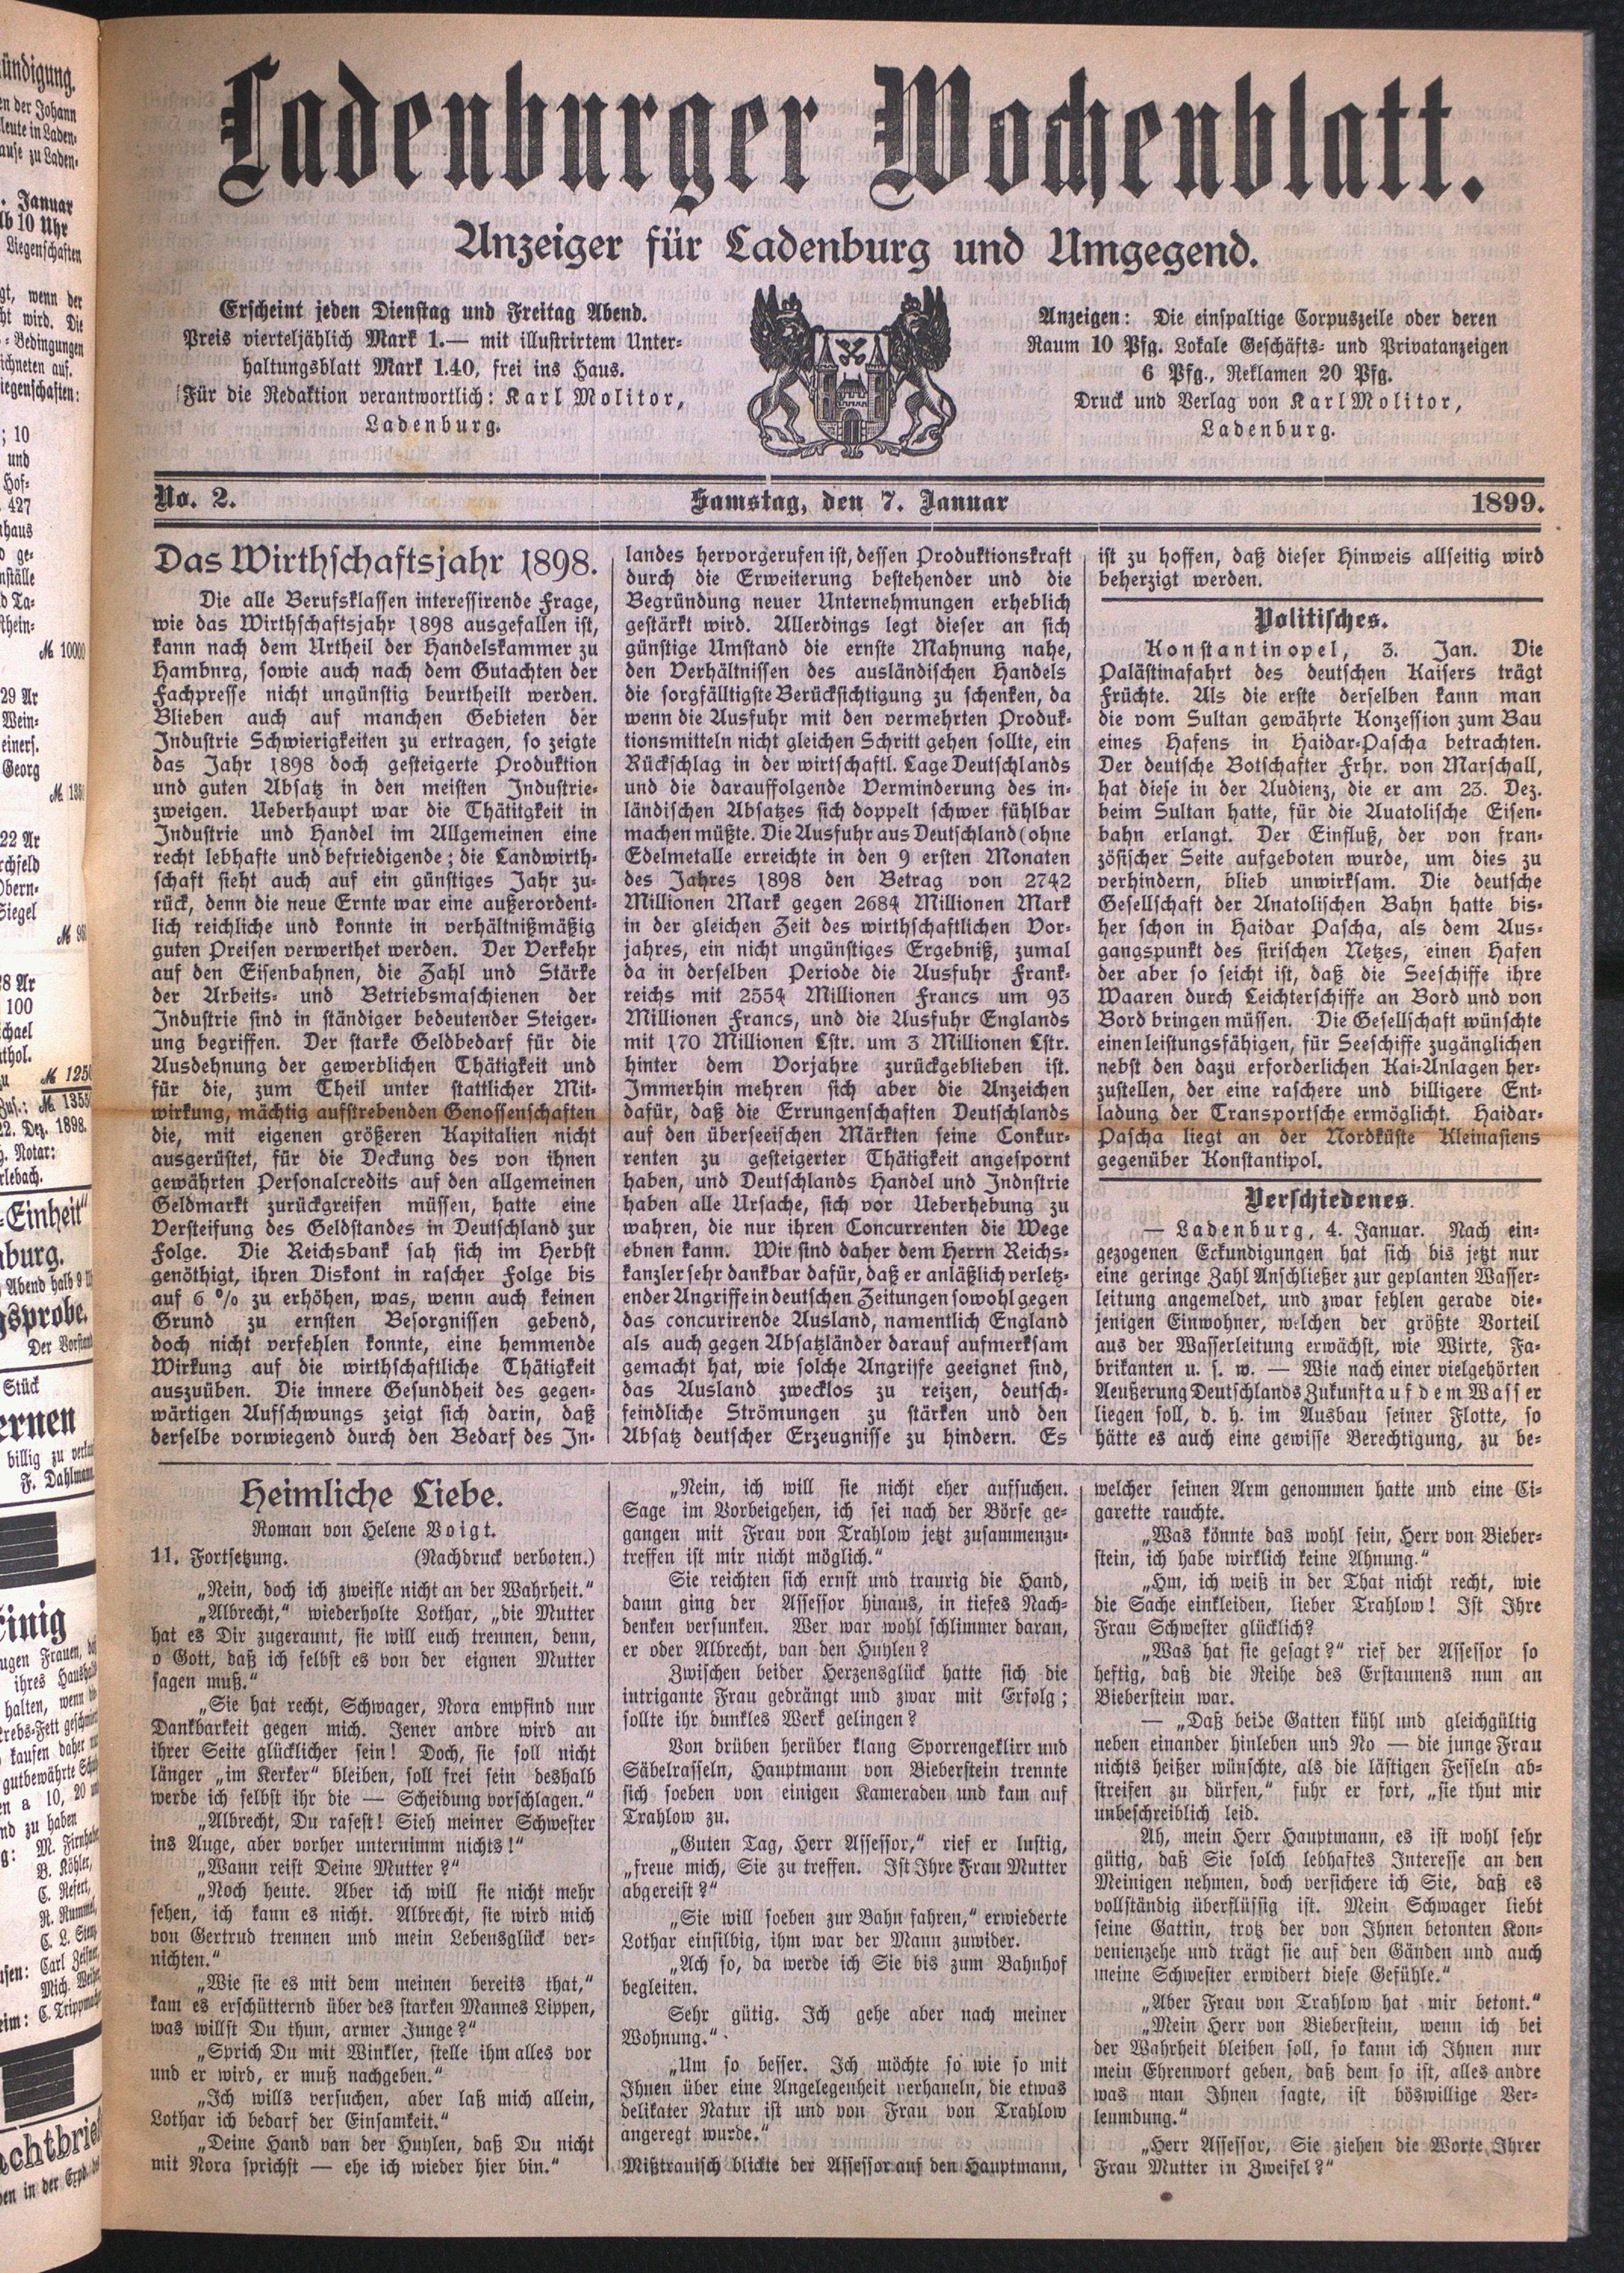 Ladenburger Wochenblatt.
Anzeiger für Ladenburg und Umgegend.
Erscheint jeden Dienstag und Freitag Abend.
Preis vierteljählich Mark 1.— mit illustrirtem Unter-
haltungsblatt Mark 1.40, frei ins Haus.
Für die Redaktion verantwortlich: Karl Molitor,
Ladenburg.
Anzeigen: Die einspaltige Corpuszeile oder deren
Raum 10 Pfg. Lokale Geschäfts- und Privatanzeigen
6 Pfg., Reklamen 20 Pfg.
Druck und Verlag von Karl Molitor,
Ladenburg.
No. 2.
Samstag, den 7. Januar
1899.
Das Wirthschaftsjahr 1898.
Die alle Berufsklassen interessirende Frage,
wie das Wirthschaftsjahr 1898 ausgefallen ist,
kann nach dem Urtheil der Handelskammer zu
Hambnrg, sowie auch nach dem Gutachten der
Fachpresse nicht ungünstig beurtheilt werden.
Blieben auch auf manchen Gebieten der
Industrie Schwierigkeiten zu ertragen, so zeigte
das Jahr 1898 doch gesteigerte Produktion
und guten Absatz in den meisten Industrie-
zweigen. Ueberhaupt war die Thätitgkeit in
Industrie und Handel im Allgemeinen eine
recht lebhafte und befriedigende; die Landwirth-
schaft sieht auch auf ein günstiges Jahr zu-
rück, denn die neue Ernte war eine außerordent-
lich reichliche und konnte in verhältnißmäßig
guten Preisen verwerthet werden. Der Verkehr
auf den Eisenbahnen, die Zahl und Stärke
der Arbeits- und Betriebsmaschienen der
Industrie sind in ständiger bedeutender Steiger-
ung begriffen. Der starke Geldbedarf für die
Ausdehnung der gewerblichen Thätigkeit und
für die, zum Theil unter stattlicher Mit-
wirkung, mächtig aufstrebenden Genossenschaften
die, mit eigenen größeren Kapitalien nicht
ausgerüstet, für die Deckung des von ihnen
gewährten Personalcredits auf den allgemeinen
Geldmarkt zurückgreifen müssen, hatte eine
Versteifung des Geldstandes in Deutschland zur
Folge. Die Reichsbank sah sich im Herbst
genöthigt, ihren Diskont in rascher Folge bis
auf 6 % zu erhöhen, was, wenn auch keinen
Grund zu ernsten Besorgnissen gebend,
doch nicht verfehlen konnte, eine hemmende
Wirkung auf die wirthschaftliche Thätigkeit
auszuüben. Die innere Gesundheit des gegen-
wärtigen Aufschwungs zeigt sich darin, daß
derselbe vorwiegend durch den Bedarf des In-
landes hervorgerufen ist, dessen Produktionskraft
durch die Erweiterung bestehender und die
Begründung neuer Unternehmungen erheblich
gestärkt wird. Allerdings legt dieser an sich
günstige Umstand die ernste Mahnung nahe,
den Verhältnissen des ausländischen Handels
die sorgfälltigste Berücksichtigung zu schenken, da
wenn die Ausfuhr mit den vermehrten Produk-
tionsmitteln nicht gleichen Schritt gehen sollte, ein
Rückschlag in der wirtschaftl. Lage Deutschlands
und die darauffolgende Verminderung des in-
ländischen Absatzes sich doppelt schwer fühlbar
machen müßte. Die Ausfuhr aus Deutschland (ohne
Edelmetalle erreichte in den 9 ersten Monaten
des Jahres 1898 den Betrag von 2742
Millionen Mark gegen 2684 Millionen Mark
in der gleichen Zeit des wirthschaftlichen Vor-
jahres, ein nicht ungünstiges Ergebniß, zumal
da in derselben Periode die Ausfuhr Frank-
reichs mit 2554 Millionen Francs um 93
Millionen Francs, und die Ausfuhr Englands
mit 170 Millionen Lstr. um 3 Millionen Lstr.
hinter dem Vorjahre zurückgeblieben ist.
Immerhin mehren sich aber die Anzeichen
dafür, daß die Errungenschaften Deutschlands
auf den überseeischen Märkten seine Conkur-
renten zu gesteigerter Thätigkeit angespornt
haben, und Deutschlands Handel und Indnstrie
haben alle Ursache, sich vor Ueberhebung zu
wahren, die nur ihren Concurrenten die Wege
ebnen kann. Wir sind daher dem Herrn Reichs-
kanzler sehr dankbar dafür, daß er anläßlich verletz-
ender Angriffe in deutschen Zeitungen sowohl gegen
das concurirende Ausland, namentlich England
als auch gegen Absatzländer darauf aufmerksam
gemacht hat, wie solche Angriffe geeignet sind,
das Ausland zwecklos zu reizen, deutsch-
feindliche Strömungen zu stärken und den
Absatz deutscher Erzeugnisse zu hindern. Es
ist zu hoffen, daß dieser Hinweis allseitig wird
beherzigt werden.
Politisches.
Konstantinopel, 3. Jan. Die
Palästinafahrt des deutschen Kaisers trägt
Früchte. Als die erste derselben kann man
die vom Sultan gewährte Konzession zum Bau
eines Hafens in Haidar-Pascha betrachten.
Der deutsche Botschafter Frhr. von Marschall,
hat diese in der Audienz, die er am 23. Dez.
beim Sultan hatte, für die Auatolische Eisen-
bahn erlangt. Der Einfluß, der von fran-
zösischer Seite aufgeboten wurde, um dies zu
verhindern, blieb unwirksam. Die deutsche
Gesellschaft der Anatolischen Bahn hatte bis-
her schon in Haidar Pascha, als dem Aus-
gangspunkt des sirischen Netzes, einen Hafen
der aber so seicht ist, daß die Seeschiffe ihre
Waaren durch Leichterschiffe an Bord und von
Bord bringen müssen. Die Gesellschaft wünschte
einen leistungsfähigen, für Seeschiffe zugänglichen
nebst den dazu erforderlichen Kai-Anlagen her-
zustellen, der eine raschere und billigere Ent-
ladung der Transportsche ermöglicht. Haidar-
Pascha liegt an der Nordküste Kleinasiens
gegenüber Konstantipol.
Verschiedenes.
— Ladenburg, 4. Januar. Nach ein-
gezogenen Erkundigungen hat sich bis jetzt nur
eine geringe Zahl Anschließer zur geplanten Wasser-
leitung angemeldet, und zwar fehlen gerade die-
jenigen Einwohner, welchen der größte Vorteil
aus der Wasserleitung erwächst, wie Wirte, Fa-
brikanten u. s. w. — Wie nach einer vielgehörten
Aeußerung Deutschlands Zukunft auf dem Wasser
liegen soll, d. h. im Ausbau seiner Flotte, so
hätte es auch eine gewisse Berechtigung, zu be-
Heimliche Liebe.
Roman von Helene Voigt.
11. Fortsetzung. (Nachdruck verboten.)
„Nein, doch ich zweifle nicht an der Wahrheit.“
„Albrecht,“ wiederholte Lothar, „die Mutter
hat es Dir zugeraunt, sie will euch trennen, denn,
o Gott, daß ich selbst es von der eignen Mutter
sagen muß.“
„Sie hat recht, Schwager, Nora empfind nur
Dankbarkeit gegen mich. Jener andre wird an
ihrer Seite glücklicher sein! Doch, sie soll nicht
länger „im Kerker“ bleiben, soll frei sein deshalb
werde ich selbst ihr die — Scheidung vorschlagen.“
„Albrecht, Du rasest! Sieh meiner Schwester
ins Auge, aber vorher unternimm nichts!“
„Wann reist Deine Mutter?“
„Noch heute. Aber ich will sie nicht mehr
sehen, ich kann es nicht. Albrecht, sie wird mich
von Gertrud trennen und mein Lebensglück ver-
nichten.“
„Wie sie es mit dem meinen bereits that,“
kam es erschütternd über des starken Mannes Lippen,
was willst Du thun, armer Junge?“
„Sprich Du mit Winkler, stelle ihm alles vor
und er wird, er muß nachgeben.“
„Ich wills versuchen, aber laß mich allein,
Lothar ich bedarf der Einsamkeit.“
„Deine Hand van der Huylen, daß Du nicht
mit Nora sprichst — ehe ich wieder hier bin.“
„Nein, ich will sie nicht eher aufsuchen.
Sage im Vorbeigehen, ich sei nach der Börse ge-
gangen mit Frau von Trahlow jetzt zusammenzu-
treffen ist mir nicht möglich.“
Sie reichten sich ernst und traurig die Hand,
dann ging der Assessor hinaus, in tiefes Nach-
denken versunken. Wer war wohl schlimmer daran,
er oder Albrecht, van den Huylen?
Zwischen beider Herzensglück hatte sich die
intrigante Frau gedrängt und zwar mit Erfolg;
sollte ihr dunkles Werk gelingen?
Von drüben herüber klang Sporrengeklirr und
Säbelrasseln, Hauptmann von Bieberstein trennte
sich soeben von einigen Kameraden und kam auf
Trahlow zu.
„Guten Tag, Herr Assessor,“ rief er lustig,
„freue mich, Sie zu treffen. Ist Ihre Frau Mutter
abgereist?“
„Sie will soeben zur Bahn fahren,“ erwiederte
Lothar einsilbig, ihm war der Mann zuwider.
„Ach so, da werde ich Sie bis zum Bahnhof
begleiten.
Sehr gütig. Ich gehe aber nach meiner
Wohnung.“
„Um so besser. Ich möchte so wie so mit
Ihnen über eine Angelegenheit verhaneln, die etwas
delikater Natur ist und von Frau von Trahlow
angeregt wurde.“
Mißtrauisch blickte der Assessor auf den Hauptmann,
welcher seinen Arm genommen hatte und eine Ci-
garette rauchte.
„Was könnte das wohl sein, Herr von Bieber-
stein, ich habe wirklich keine Ahnung.“
„Hm, ich weiß in der That nicht recht, wie
die Sache einkleiden, lieber Trahlow! Ist Ihre
Frau Schwester glücklich?
„Was hat sie gesagt?“ rief der Assessor so
heftig, daß die Reihe des Erstaunens nun an
Bieberstein war.
— „Daß beide Gatten kühl und gleichgültig
neben einander hinleben und No — die junge Frau
nichts heißer wünschte, als die lästigen Fesseln ab-
streifen zu dürfen,“ fuhr er fort, „sie thut mir
unbeschreiblich leid.
Ah, mein Herr Hauptmann, es ist wohl sehr
gütig, daß Sie solch lebhaftes Interesse an den
Meinigen nehmen, doch versichere ich Sie, daß es
vollständig überflüssig ist. Mein Schwager liebt
seine Gattin, trotz der von Ihnen betonten Kon-
venienzehe und trägt sie auf den Gänden und auch
meine Schwester erwidert diese Gefühle.“
„Aber Frau von Trahlow hat mir betont.“
„Mein Herr von Bieberstein, wenn ich bei
der Wahrheit bleiben soll, so kann ich Ihnen nur
mein Ehrenwort geben, daß dem so ist, alles andre
was man Ihnen sagte, ist böswillige Ver-
leumdung.“
„Herr Assessor, Sie ziehen die Worte Ihrer
Frau Mutter in Zweifel?“